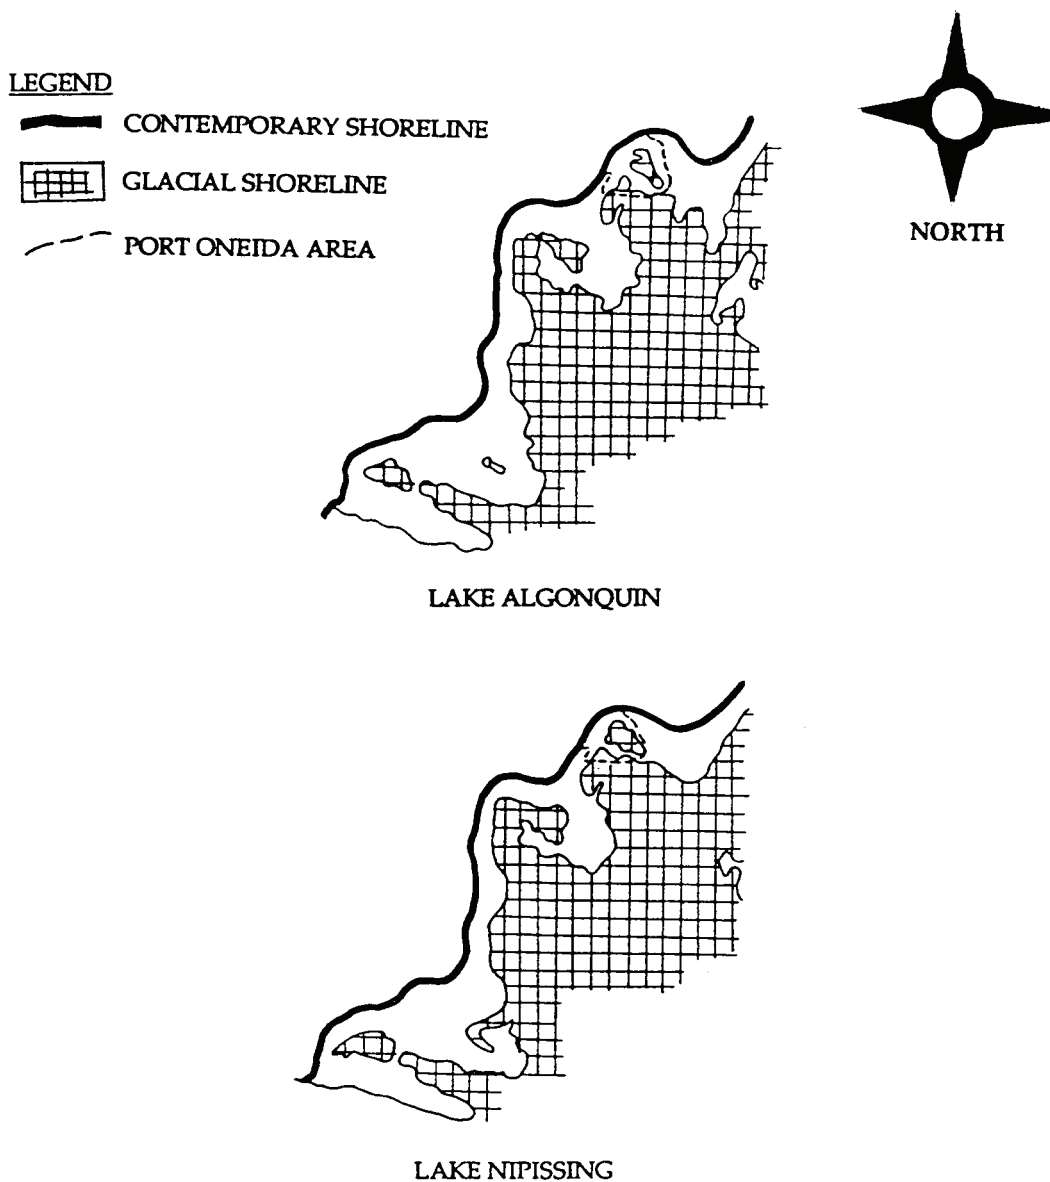 LEGEND
CONTEMPORARY SHORELINE
GLACIAL SHORELINE
PORT ONEIDA AREA
NORTH
LAKE ALGONQUIN
LAKE NIPISSING